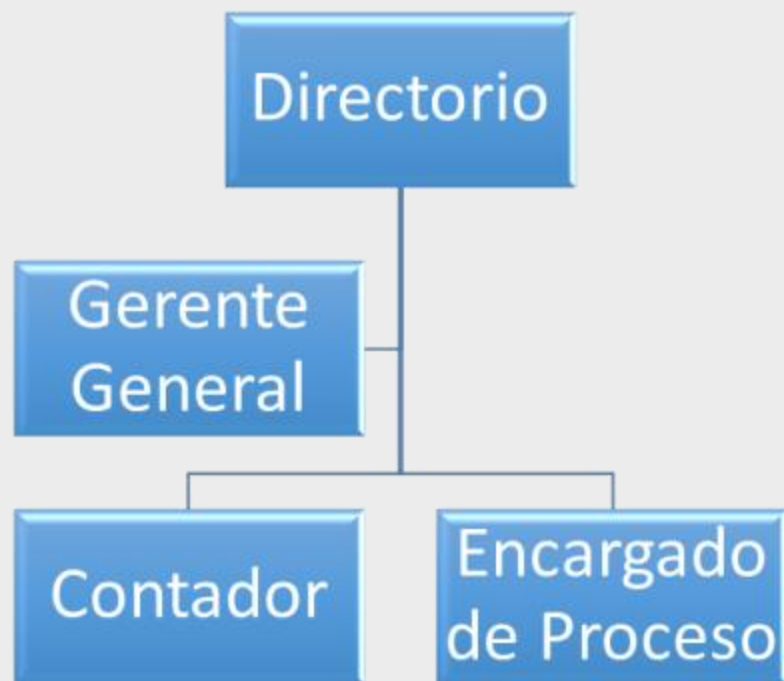 Directorio
Gerente
General
Contador
Encargado
de Proceso